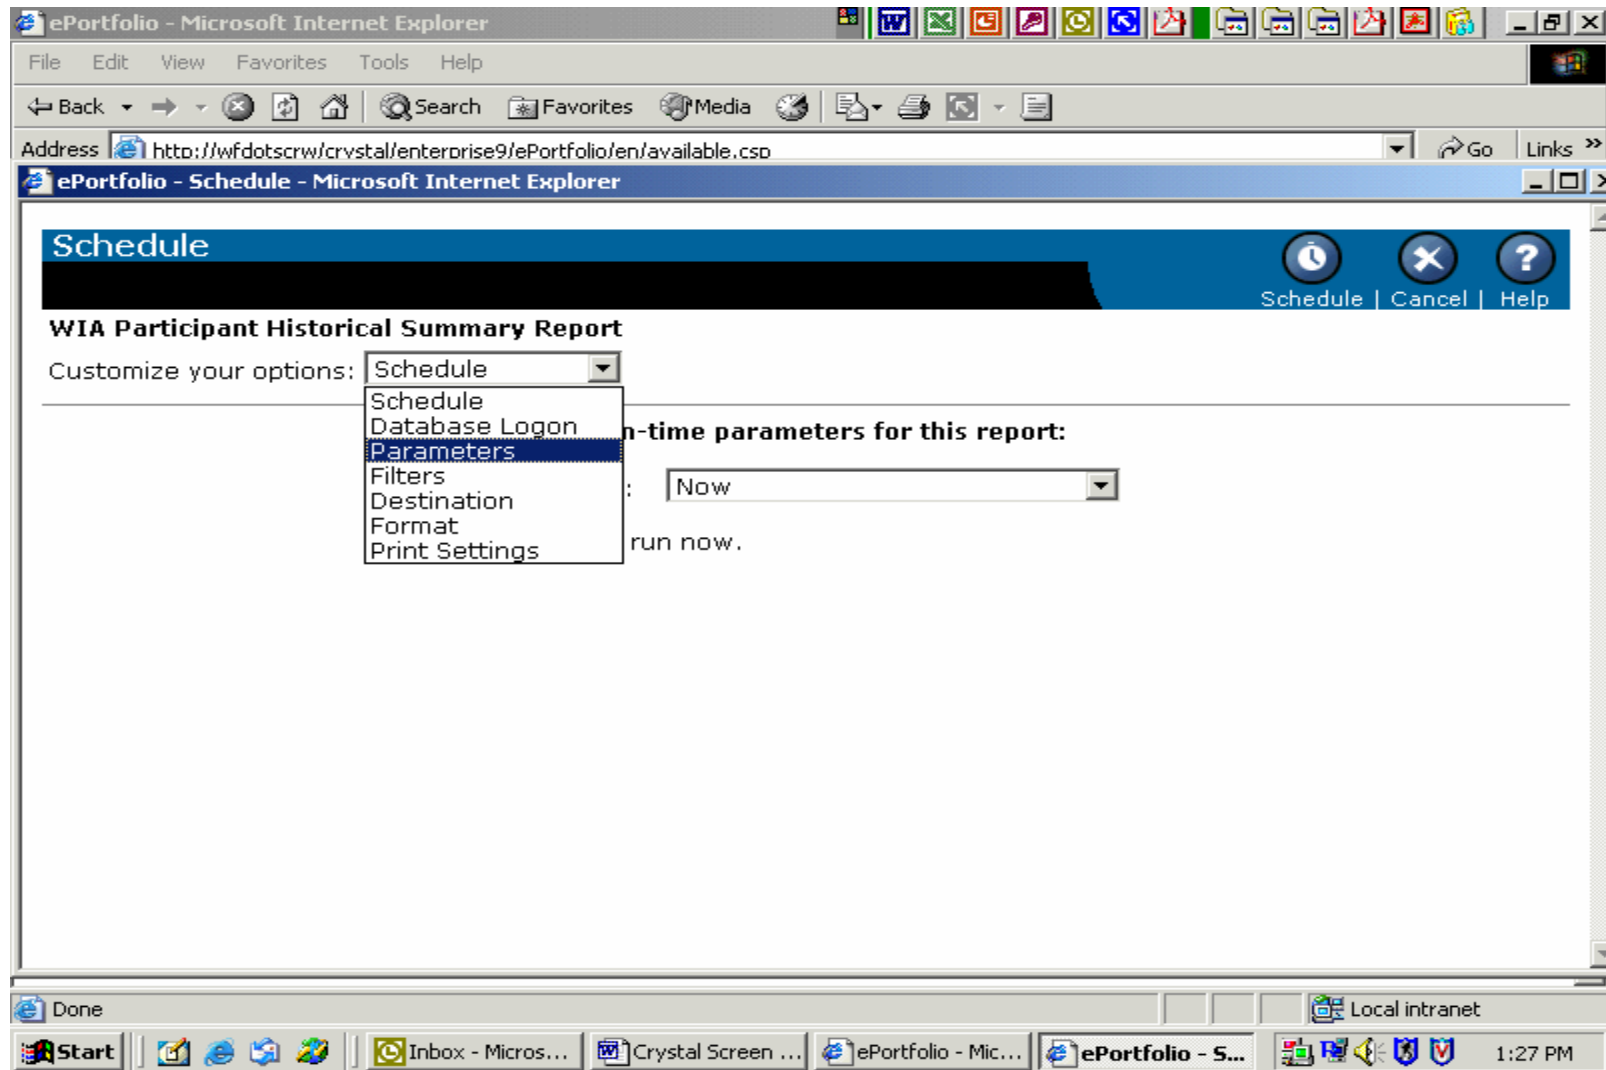 ePortfolio - Microsoft Internet Explorer
File Edit View Favorites Tools Help
Back Search Favorites Media
Address http://wfdotscrw/crystal/enterprise9/ePortfolio/en/available.csp Go Links »
ePortfolio - Schedule - Microsoft Internet Explorer
Schedule
Schedule | Cancel | Help
WIA Participant Historical Summary Report
Customize your options: Schedule
Schedule
Database Logon
n-time parameters for this report:
Parameters
Filters
: Now
Destination
Format
Print Settings
run now.
Done Local intranet
Start Inbox - Micros... Crystal Screen ... ePortfolio - Mic... ePortfolio - S... 1:27 PM